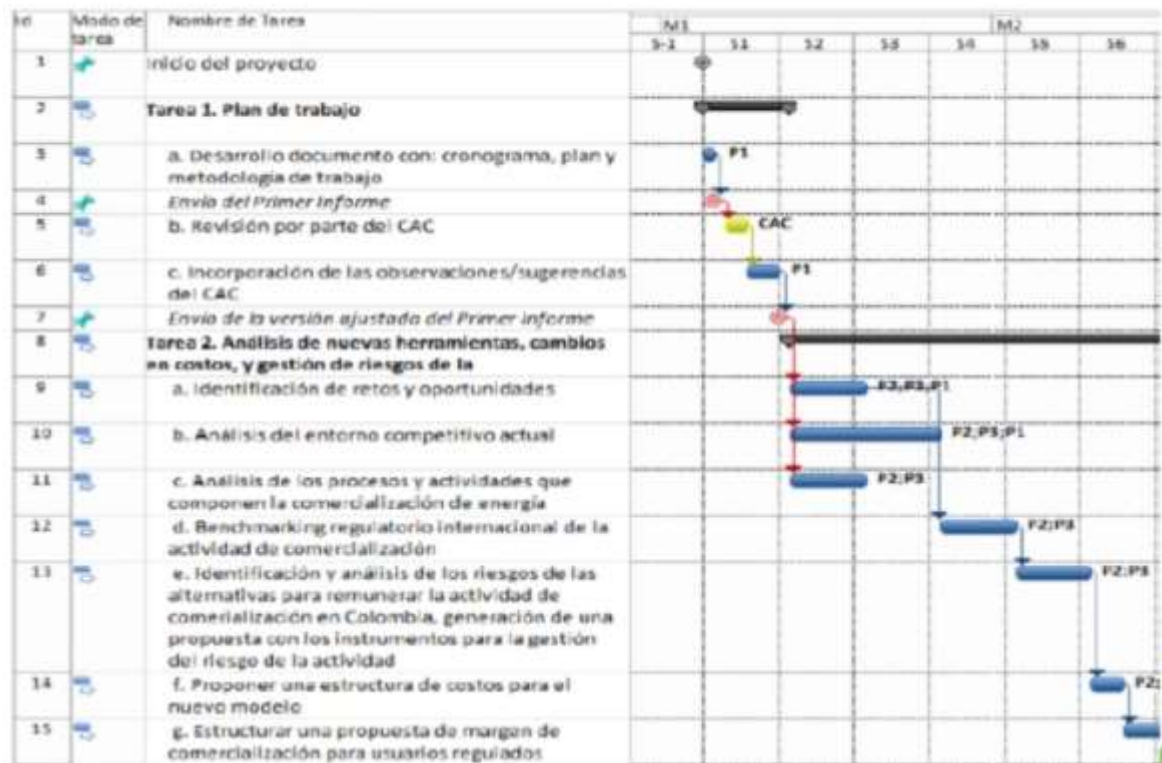 Id Modo de tarea Nombre de Tarea M1 M2
S-1 S1 S2 S3 S4 S5 S6
1 Inicio del proyecto
2 Tarea 1. Plan de trabajo
3 a. Desarrollo documento con: cronograma, plan y
metodología de trabajo
P1
4 Envío del Primer Informe
5 b. Revisión por parte del CAC
CAC
6 c. Incorporación de las observaciones/sugerencias
del CAC
P1
7 Envío de la versión ajustada del Primer Informe
8 Tarea 2. Análisis de nuevas herramientas, cambios
en costos, y gestión de riesgos de la
9 a. Identificación de retos y oportunidades
P2;P3;P1
10 b. Análisis del entorno competitivo actual
P2;P3;P1
11 c. Análisis de los procesos y actividades que
componen la comercialización de energía
P2;P3
12 d. Benchmarking regulatorio internacional de la
actividad de comercialización
P2;P3
13 e. Identificación y análisis de los riesgos de las
alternativas para remunerar la actividad de
comerialización en Colombia, generación de una
propuesta con los instrumentos para la gestión
del riesgo de la actividad
P2;P3
14 f. Proponer una estructura de costos para el
nuevo modelo
P2;
15 g. Estructurar una propuesta de margen de
comercialización para usuarios regulados